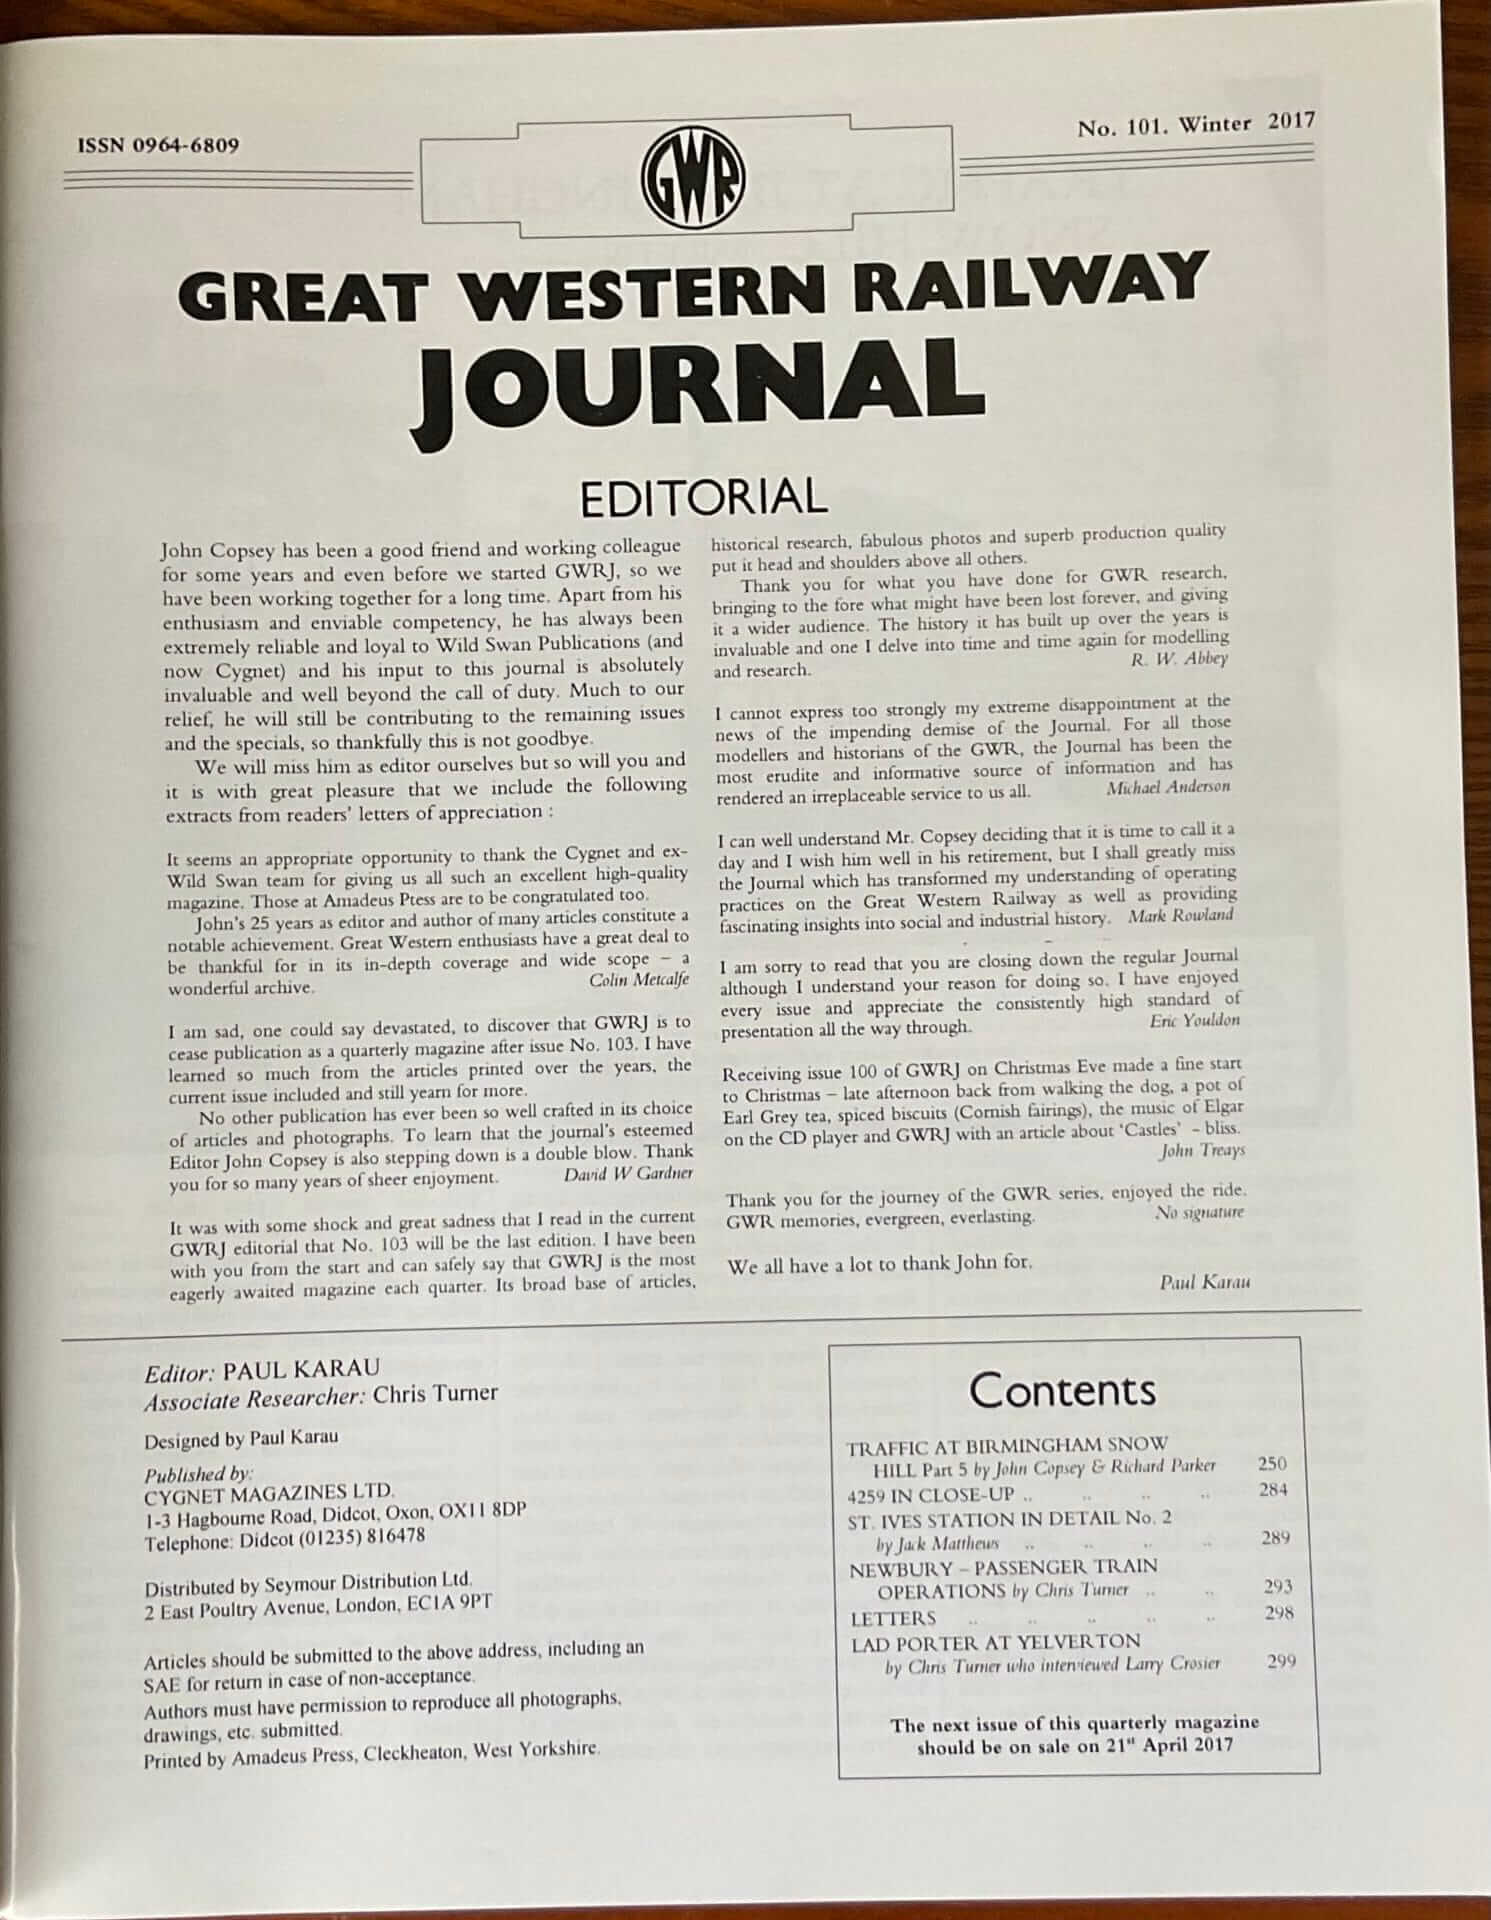 ISSN 0964-6809
No. 101. Winter 2017
GWR
GREAT WESTERN RAILWAY
JOURNAL
EDITORIAL
John Copsey has been a good friend and working colleague
for some years and even before we started GWRJ, so we
have been working together for a long time. Apart from his
enthusiasm and enviable competency, he has always been
extremely reliable and loyal to Wild Swan Publications (and
now Cygnet) and his input to this journal is absolutely
invaluable and well beyond the call of duty. Much to our
relief, he will still be contributing to the remaining issues
and the specials, so thankfully this is not goodbye.
We will miss him as editor ourselves but so will you and
it is with great pleasure that we include the following
extracts from readers' letters of appreciation :
It seems an appropriate opportunity to thank the Cygnet and ex-
Wild Swan team for giving us all such an excellent high-quality
magazine. Those at Amadeus Ptess are to be congratulated too.
John's 25 years as editor and author of many articles constitute a
notable achievement. Great Western enthusiasts have a great deal to
be thankful for in its in-depth coverage and wide scope – a
wonderful archive. Colin Metcalfe
I am sad, one could say devastated, to discover that GWRJ is to
cease publication as a quarterly magazine after issue No. 103. I have
learned so much from the articles printed over the years, the
current issue included and still yearn for more.
No other publication has ever been so well crafted in its choice
of articles and photographs. To learn that the journal's esteemed
Editor John Copsey is also stepping down is a double blow. Thank
you for so many years of sheer enjoyment. David W Gardner
It was with some shock and great sadness that I read in the current
GWRJ editorial that No. 103 will be the last edition. I have been
with you from the start and can safely say that GWRJ is the most
eagerly awaited magazine each quarter. Its broad base of articles,
historical research, fabulous photos and superb production quality
put it head and shoulders above all others.
Thank you for what you have done for GWR research,
bringing to the fore what might have been lost forever, and giving
it a wider audience. The history it has built up over the years is
invaluable and one I delve into time and time again for modelling
and research. R. W. Abbey
I cannot express too strongly my extreme disappointment at the
news of the impending demise of the Journal. For all those
modellers and historians of the GWR, the Journal has been the
most erudite and informative source of information and has
rendered an irreplaceable service to us all. Michael Anderson
I can well understand Mr. Copsey deciding that it is time to call it a
day and I wish him well in his retirement, but I shall greatly miss
the Journal which has transformed my understanding of operating
practices on the Great Western Railway as well as providing
fascinating insights into social and industrial history. Mark Rowland
I am sorry to read that you are closing down the regular Journal
although I understand your reason for doing so. I have enjoyed
every issue and appreciate the consistently high standard of
presentation all the way through. Eric Youldon
Receiving issue 100 of GWRJ on Christmas Eve made a fine start
to Christmas – late afternoon back from walking the dog, a pot of
Earl Grey tea, spiced biscuits (Cornish fairings), the music of Elgar
on the CD player and GWRJ with an article about 'Castles' – bliss.
John Treays
Thank you for the journey of the GWR series, enjoyed the ride.
GWR memories, evergreen, everlasting. No signature
We all have a lot to thank John for.
Paul Karau
Editor: PAUL KARAU
Associate Researcher: Chris Turner
Designed by Paul Karau
Published by:
CYGNET MAGAZINES LTD.
1-3 Hagbourne Road, Didcot, Oxon, OX11 8DP
Telephone: Didcot (01235) 816478
Distributed by Seymour Distribution Ltd.
2 East Poultry Avenue, London, EC1A 9PT
Articles should be submitted to the above address, including an
SAE for return in case of non-acceptance.
Authors must have permission to reproduce all photographs,
drawings, etc. submitted.
Printed by Amadeus Press, Cleckheaton, West Yorkshire.
Contents
TRAFFIC AT BIRMINGHAM SNOW
HILL Part 5 by John Copsey & Richard Parker 250
4259 IN CLOSE-UP .. .. .. .. 284
ST. IVES STATION IN DETAIL No. 2
by Jack Matthews .. .. .. .. 289
NEWBURY – PASSENGER TRAIN
OPERATIONS by Chris Turner .. .. 293
LETTERS .. .. .. .. .. 298
LAD PORTER AT YELVERTON
by Chris Turner who interviewed Larry Crosier 299
The next issue of this quarterly magazine
should be on sale on 21st April 2017